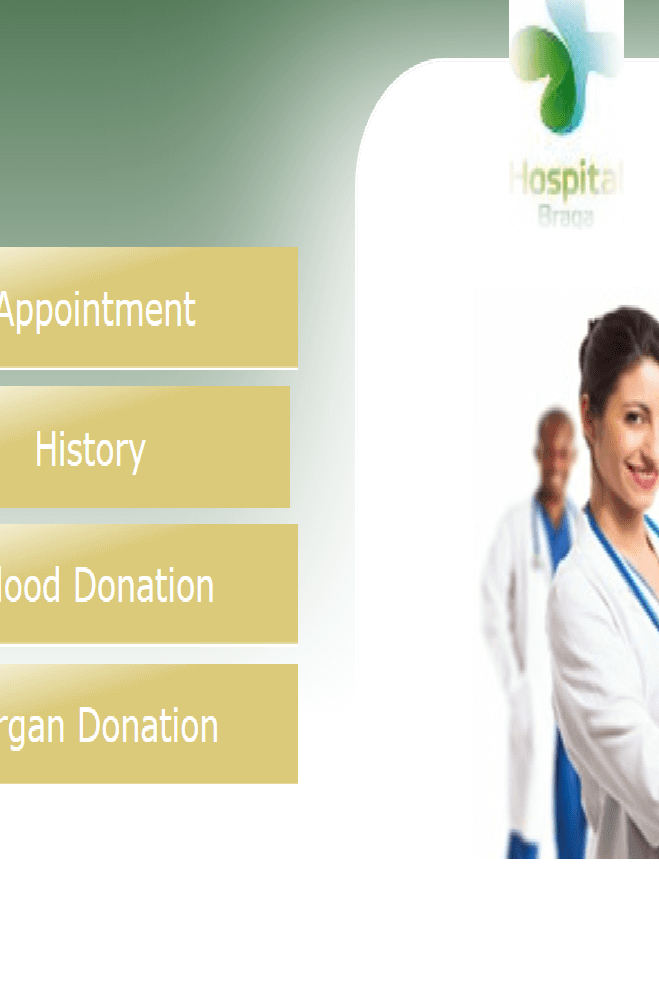 Hospital
Braga
Appointment
History
lood Donation
rgan Donation